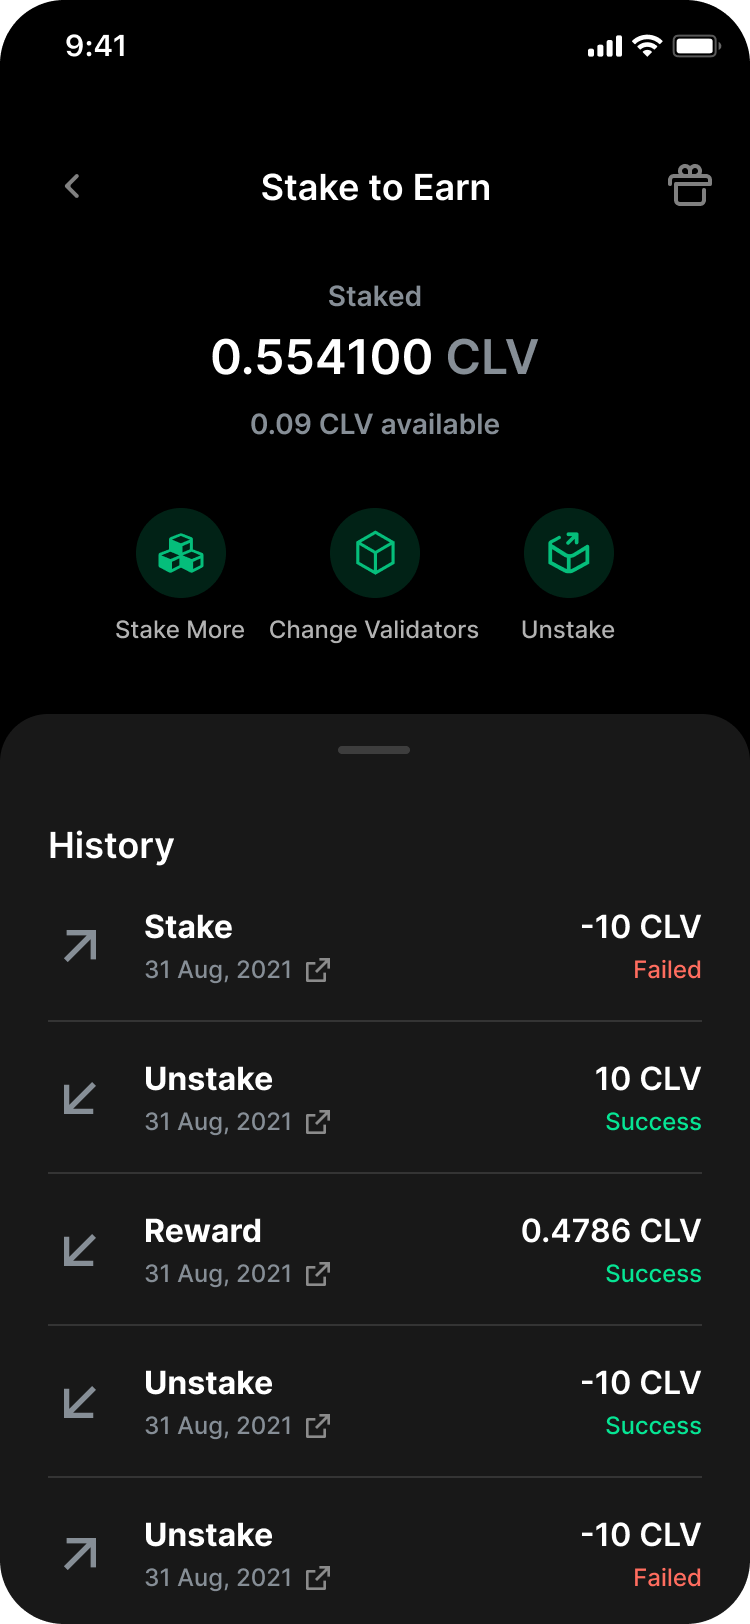 9:41
Stake to Earn
Staked
0.554100 CLV
0.09 CLV available
Stake More
Change Validators
Unstake
History
Stake
-10 CLV
31 Aug, 2021
Failed
Unstake
10 CLV
31 Aug, 2021
Success
Reward
0.4786 CLV
31 Aug, 2021
Success
Unstake
-10 CLV
31 Aug, 2021
Success
Unstake
-10 CLV
31 Aug, 2021
Failed